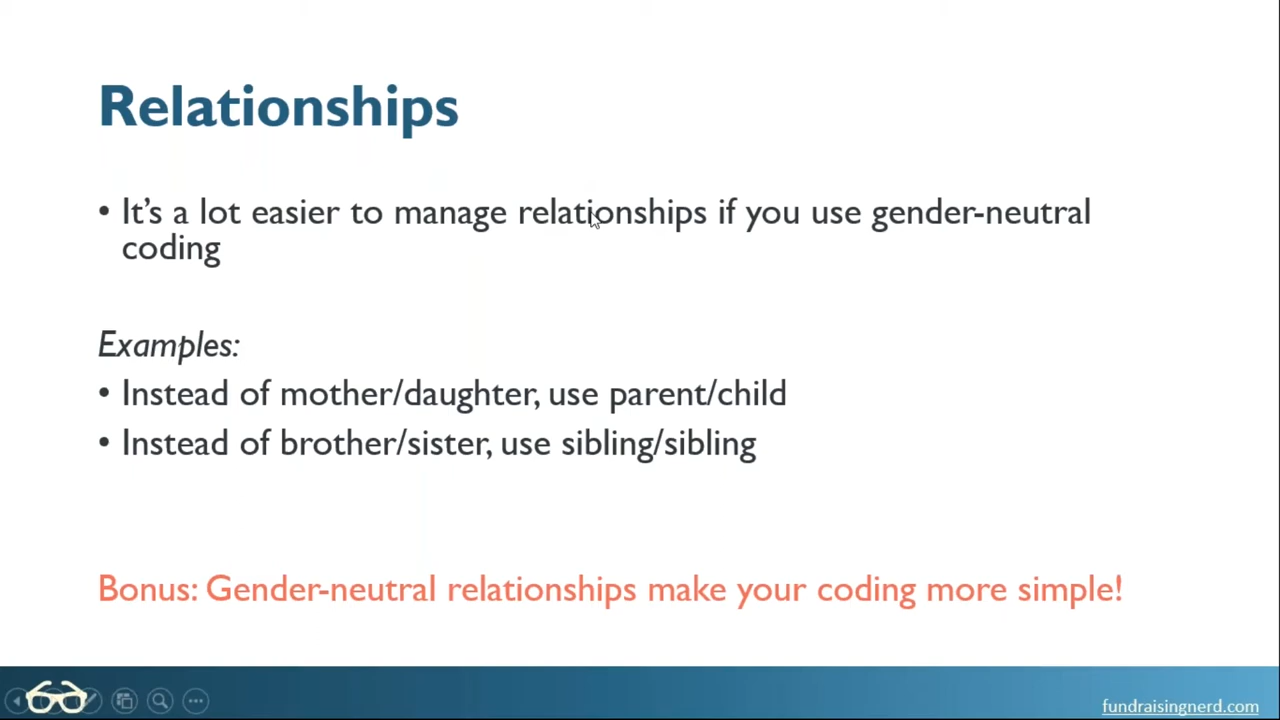 Relationships
• It’s a lot easier to manage relationships if you use gender-neutral
coding
Examples:
• Instead of mother/daughter, use parent/child
• Instead of brother/sister, use sibling/sibling
Bonus: Gender-neutral relationships make your coding more simple!
fundraisingnerd.com